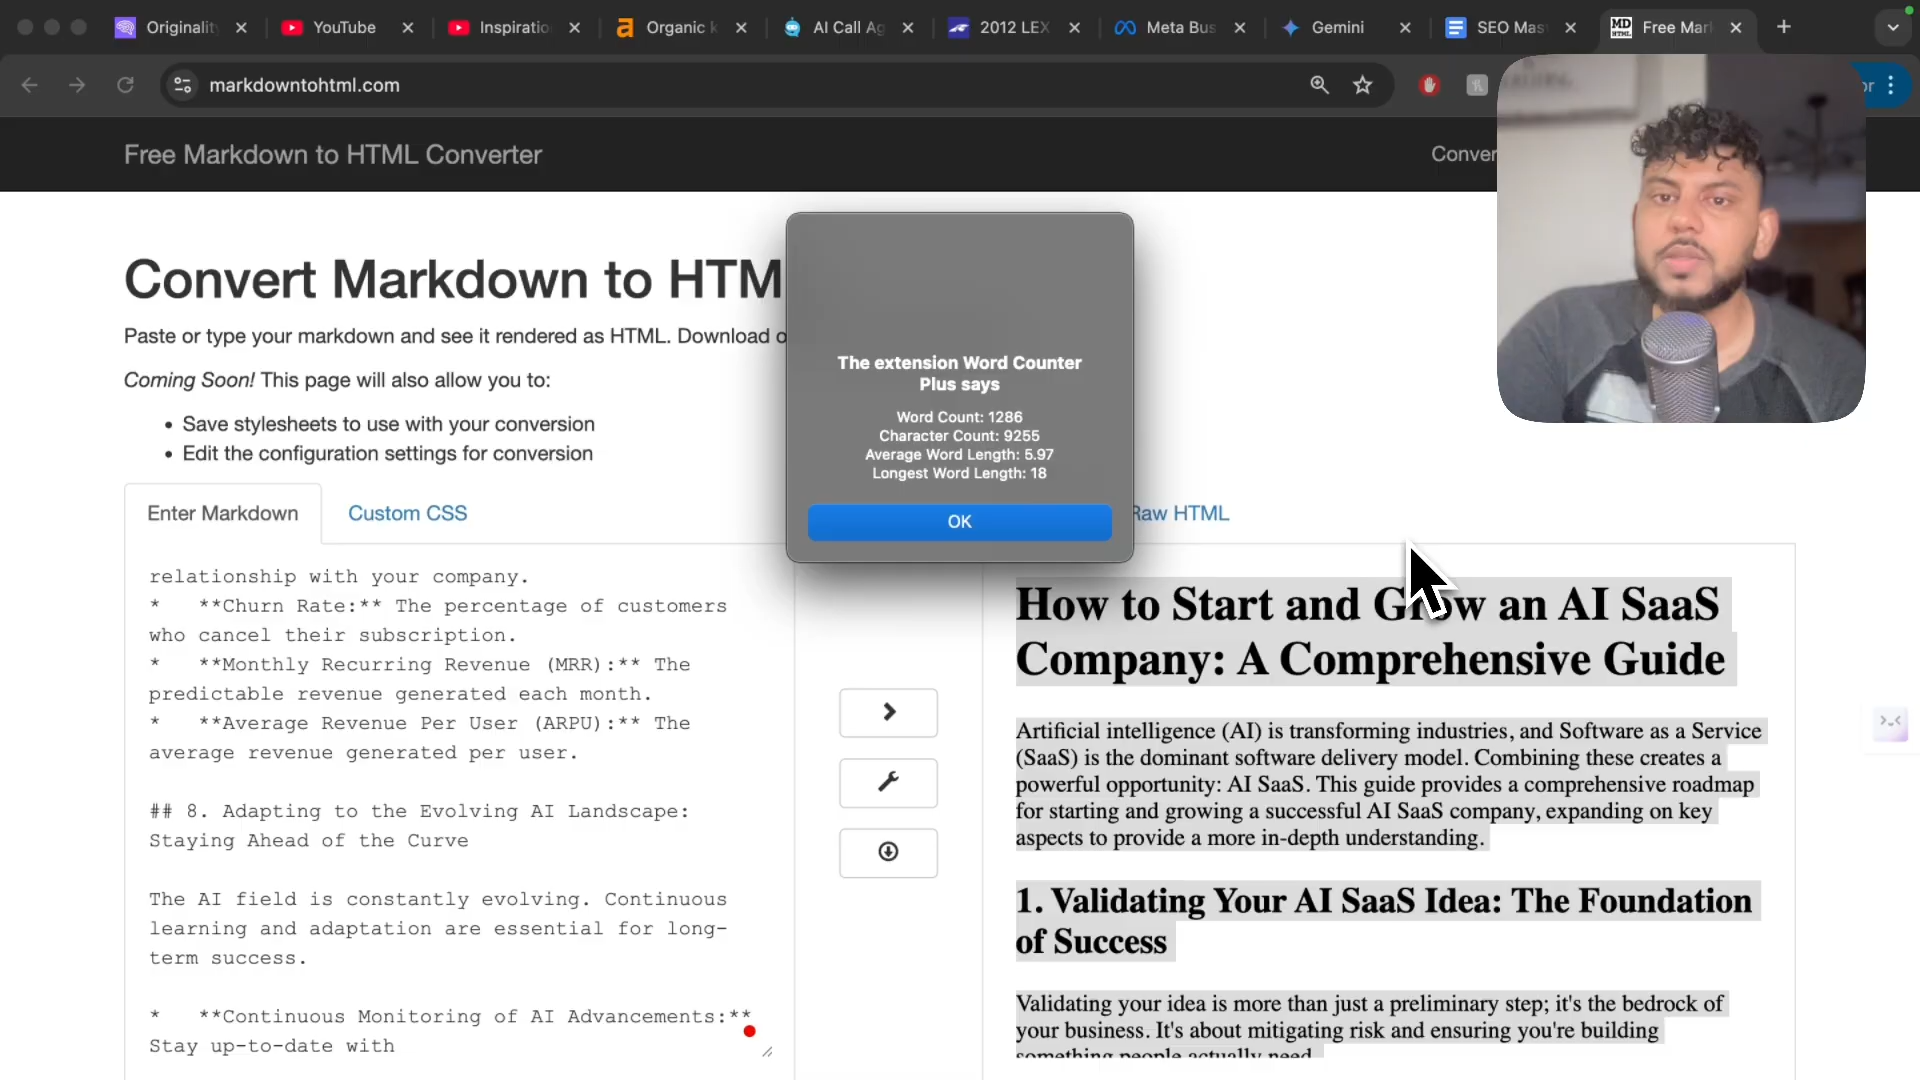 Originalit
YouTube
Inspiratio
Organic k
AI Call Ag
2012 LEX
Meta Bus
Gemini
SEO Mas
Free Mar
markdowntohtml.com
Free Markdown to HTML Converter
Conver
Convert Markdown to HTM
Paste or type your markdown and see it rendered as HTML. Download o
Coming Soon! This page will also allow you to:
• Save stylesheets to use with your conversion
• Edit the configuration settings for conversion
The extension Word Counter
Plus says
Word Count: 1286
Character Count: 9255
Average Word Length: 5.97
Longest Word Length: 18
OK
Enter Markdown
Custom CSS
Raw HTML
relationship with your company.
*   **Churn Rate:** The percentage of customers
who cancel their subscription.
*   **Monthly Recurring Revenue (MRR):** The
predictable revenue generated each month.
*   **Average Revenue Per User (ARPU):** The
average revenue generated per user.
## 8. Adapting to the Evolving AI Landscape:
Staying Ahead of the Curve
The AI field is constantly evolving. Continuous
learning and adaptation are essential for long-
term success.
*   **Continuous Monitoring of AI Advancements:**
Stay up-to-date with
How to Start and Grow an AI SaaS
Company: A Comprehensive Guide
Artificial intelligence (AI) is transforming industries, and Software as a Service
(SaaS) is the dominant software delivery model. Combining these creates a
powerful opportunity: AI SaaS. This guide provides a comprehensive roadmap
for starting and growing a successful AI SaaS company, expanding on key
aspects to provide a more in-depth understanding.
1. Validating Your AI SaaS Idea: The Foundation
of Success
Validating your idea is more than just a preliminary step; it's the bedrock of
your business. It's about mitigating risk and ensuring you're building
something people actually need.